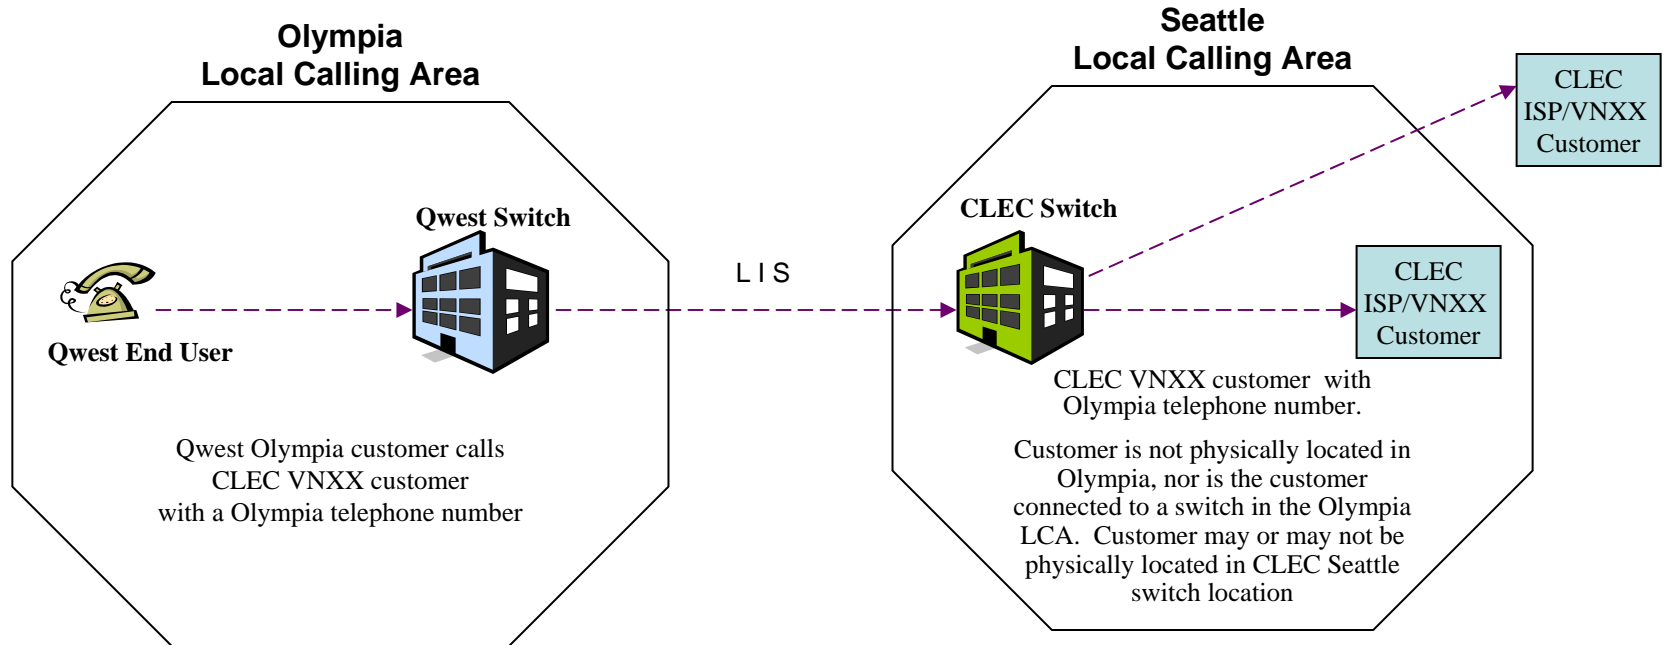 Olympia
Local Calling Area
Seattle
Local Calling Area
CLEC
ISP/VNXX
Customer
Qwest Switch
CLEC Switch
L I S
CLEC
ISP/VNXX
Customer
Qwest End User
CLEC VNXX customer with
Olympia telephone number.
Qwest Olympia customer calls
CLEC VNXX customer
with a Olympia telephone number
Customer is not physically located in
Olympia, nor is the customer
connected to a switch in the Olympia
LCA. Customer may or may not be
physically located in CLEC Seattle
switch location